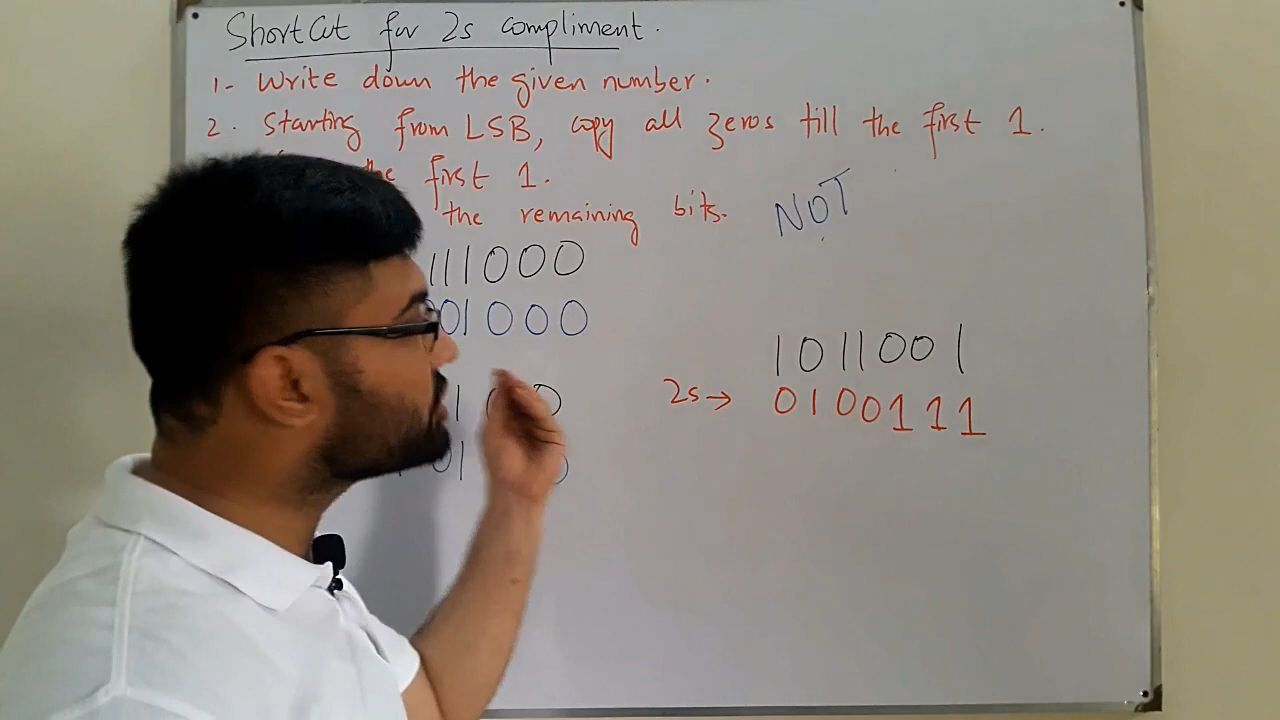 Shortcut for 2s compliment.
1- Write down the given number.
2. Starting from LSB, copy all zeros till the first 1.
the first 1.
the remaining bits. NOT
111000
01000
1011001
2s→ 0100111